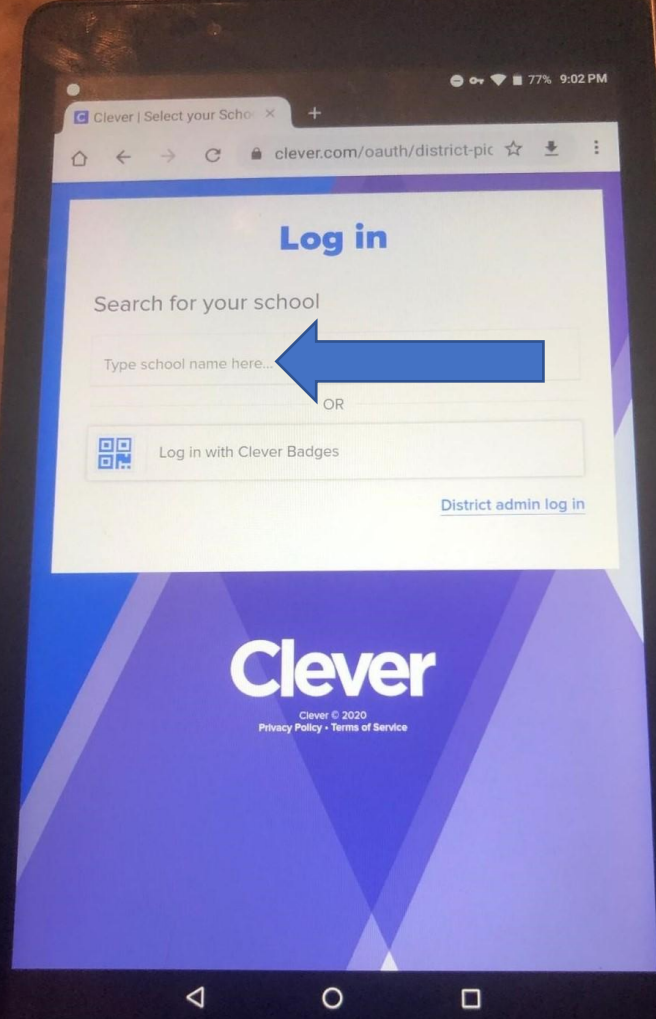 77% 9:02 PM
Clever | Select your Scho
clever.com/oauth/district-pic
Log in
Search for your school
Type school name here...
OR
Log in with Clever Badges
District admin log in
Clever
Clever © 2020
Privacy Policy • Terms of Service